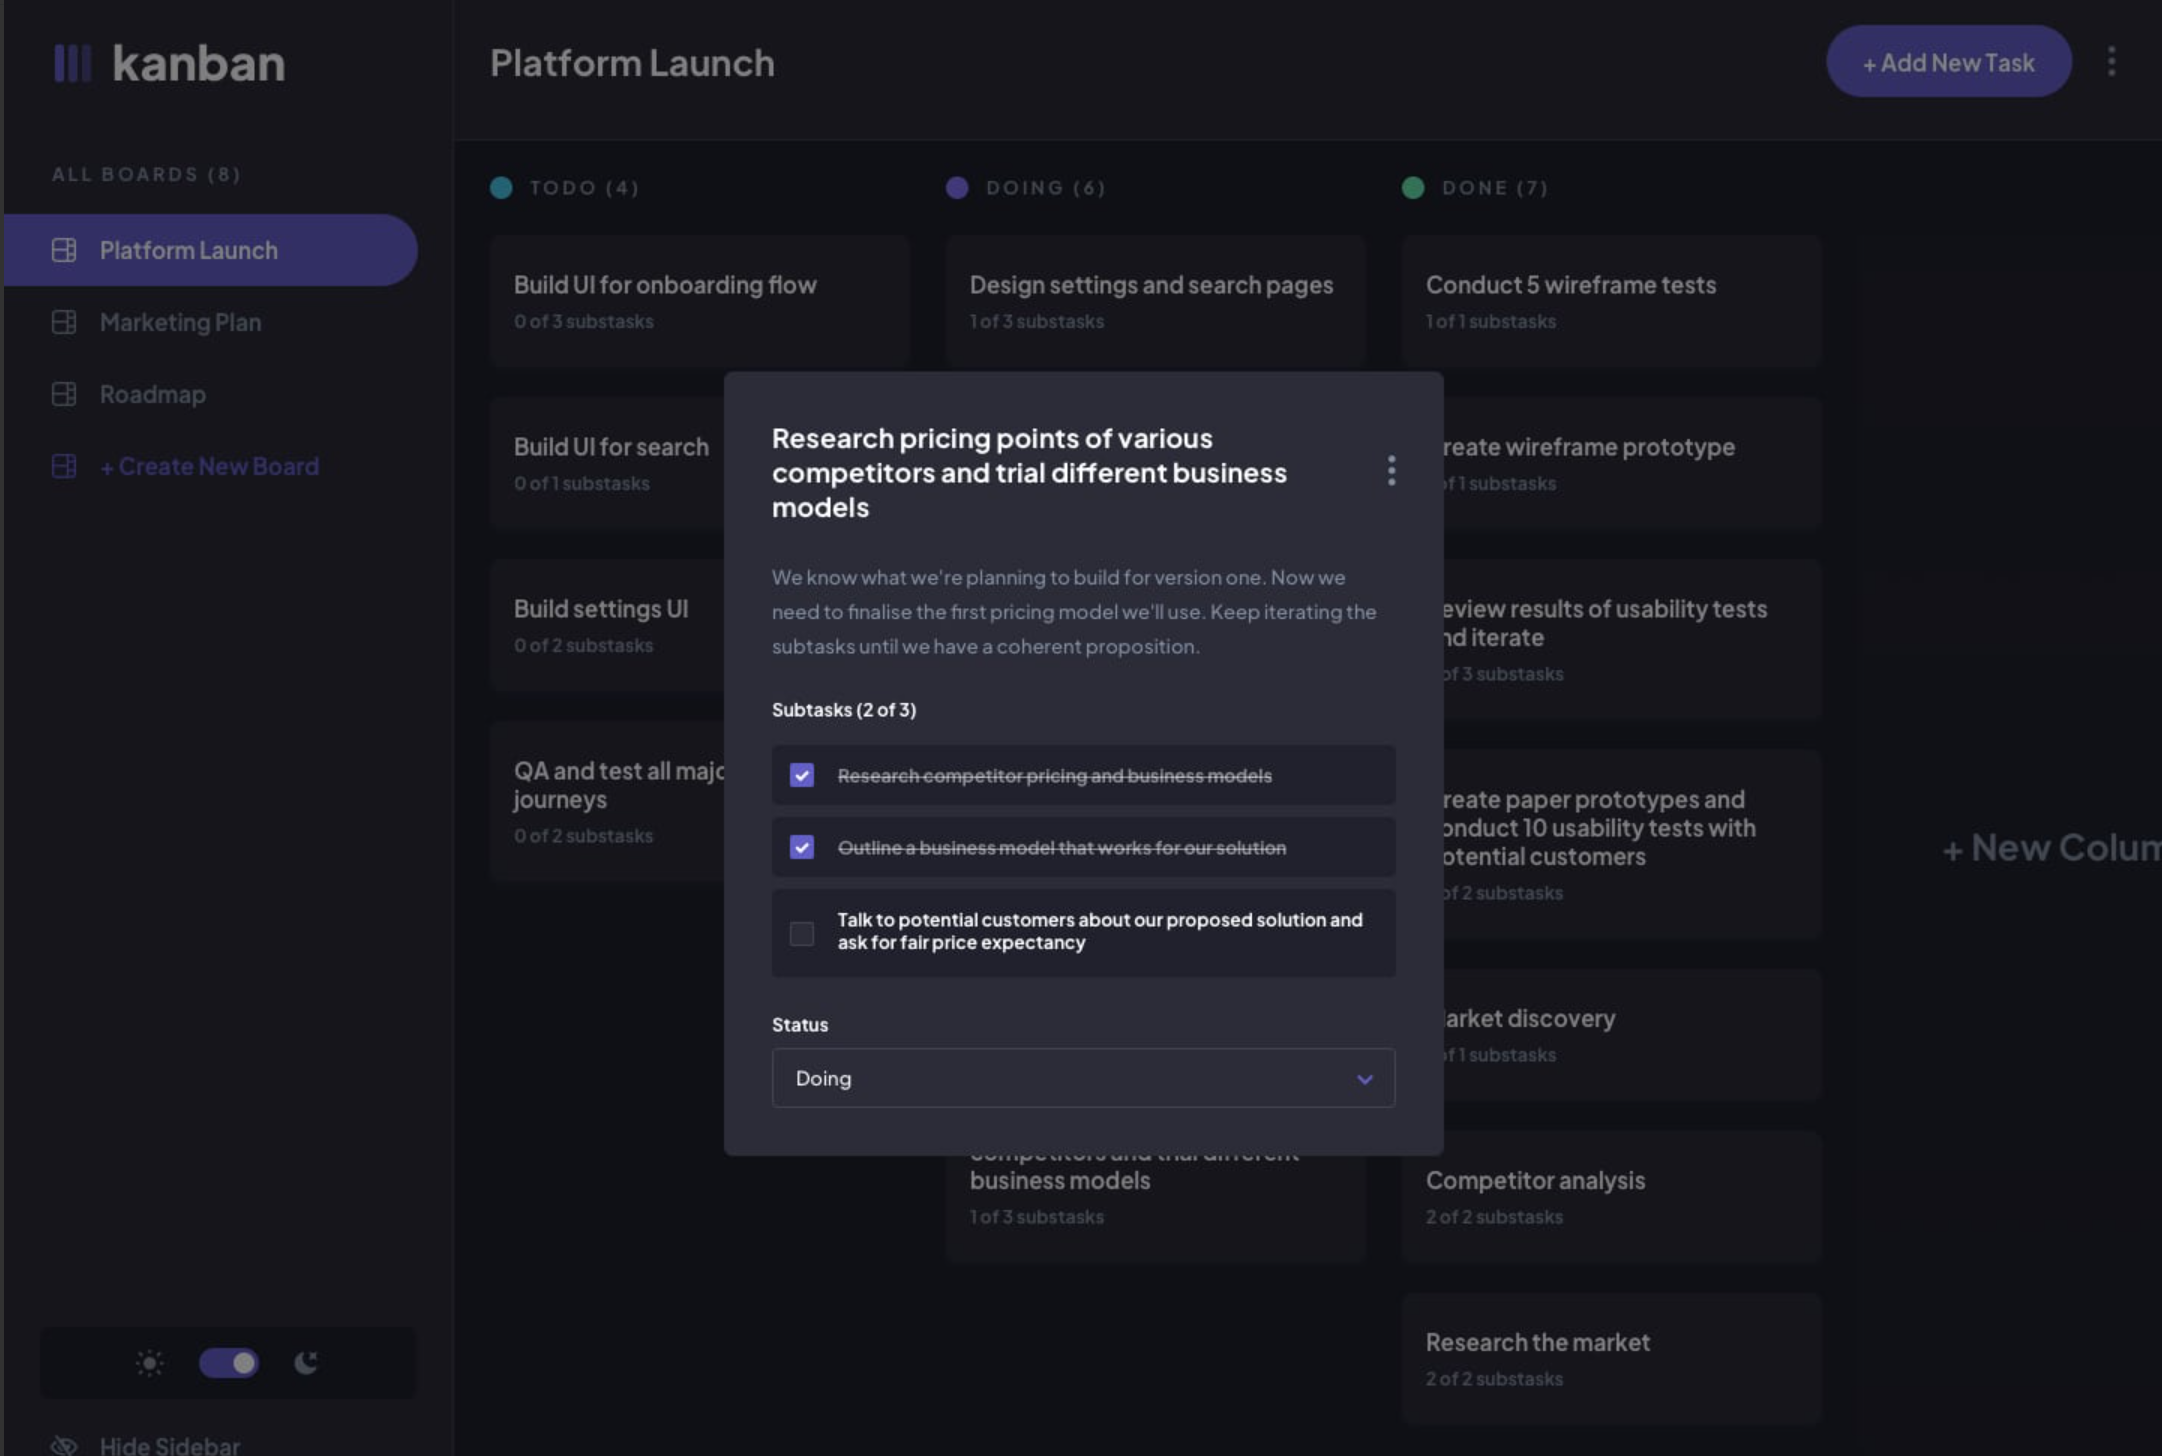 kanban
Platform Launch
+ Add New Task
ALL BOARDS (8)
Platform Launch
Marketing Plan
Roadmap
+ Create New Board
TODO (4)
Build UI for onboarding flow
0 of 3 substasks
Build UI for search
0 of 1 substasks
Build settings UI
0 of 2 substasks
QA and test all
journeys
0 of 2 substasks
DOING (6)
Design settings and search pages
1 of 3 substasks
competitors and trial different
business models
1 of 3 substasks
DONE (7)
Conduct 5 wireframe tests
1 of 1 substasks
reate wireframe prototype
of 1 substasks
eview results of usability tests
nd iterate
of 3 substasks
reate paper prototypes and
onduct 10 usability tests with
otential customers
of 2 substasks
arket discovery
of 1 substasks
Competitor analysis
2 of 2 substasks
Research the market
2 of 2 substasks
+ New Colum
Research pricing points of various
competitors and trial different business
models
We know what we're planning to build for version one. Now we
need to finalise the first pricing model we'll use. Keep iterating the
subtasks until we have a coherent proposition.
Subtasks (2 of 3)
Research competitor pricing and business models
Outline a business model that works for our solution
Talk to potential customers about our proposed solution and
ask for fair price expectancy
Status
Doing
Hide Sidebar